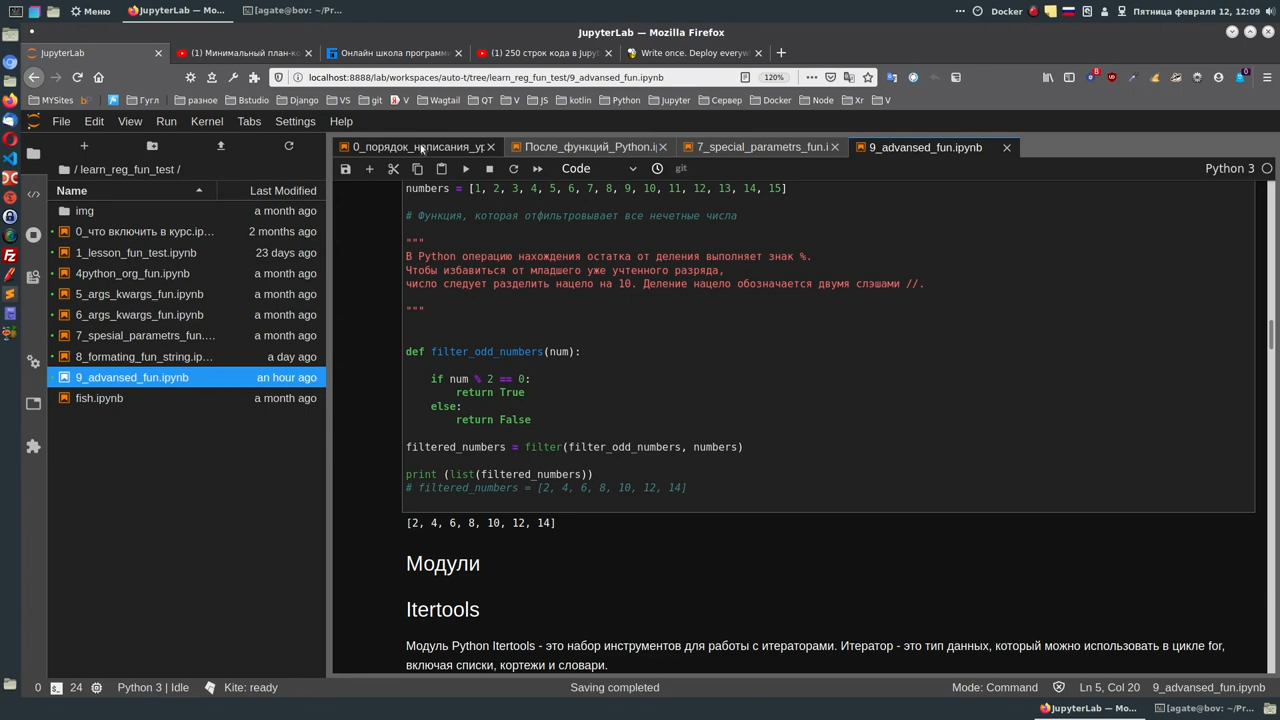 Меню
JupyterLab — Mo...
[agate@bov: ~/Pr...
Docker
Пятница февраля 12, 12:09
JupyterLab — Mozilla Firefox
JupyterLab
(1) Минимальный план-ко
Онлайн школа программи
(1) 250 строк кода в Jupy
Write once. Deploy everyw
localhost:8888/lab/workspaces/auto-t/tree/learn_reg_fun_test/9_advansed_fun.ipynb
120%
MYSites
Гугл
разное
Bstudio
Django
VS
git
V
Wagtail
QT
V
JS
kotlin
Python
Jupyter
Сервер
Docker
Node
Xr
V
File
Edit
View
Run
Kernel
Tabs
Settings
Help
0_порядок_написания_ур
После_функций_Python.i
7_special_parametrs_fun.i
9_advansed_fun.ipynb
/ learn_reg_fun_test /
Code
git
Python 3
Name
Last Modified
img a month ago
0_что включить в курс.ip... 2 months ago
1_lesson_fun_test.ipynb 23 days ago
4python_org_fun.ipynb a month ago
5_args_kwargs_fun.ipynb a month ago
6_args_kwargs_fun.ipynb a month ago
7_spesial_parametrs_fun.... a month ago
8_formating_fun_string.ip... a day ago
9_advansed_fun.ipynb an hour ago
fish.ipynb a month ago
numbers = [1, 2, 3, 4, 5, 6, 7, 8, 9, 10, 11, 12, 13, 14, 15]
# Функция, которая отфильтровывает все нечетные числа
"""
В Python операцию нахождения остатка от деления выполняет знак %.
Чтобы избавиться от младшего уже учтенного разряда,
число следует разделить нацело на 10. Деление нацело обозначается двумя слэшами //.
"""
def filter_odd_numbers(num):
if num % 2 == 0:
return True
else:
return False
filtered_numbers = filter(filter_odd_numbers, numbers)
print (list(filtered_numbers))
# filtered_numbers = [2, 4, 6, 8, 10, 12, 14]
[2, 4, 6, 8, 10, 12, 14]
Модули
Itertools
Модуль Python Itertools - это набор инструментов для работы с итераторами. Итератор - это тип данных, который можно использовать в цикле for,
включая списки, кортежи и словари.
0
24
Python 3 | Idle
Kite: ready
Saving completed
Mode: Command
Ln 5, Col 20
9_advansed_fun.ipynb
JupyterLab — Mo...
[agate@bov: ~/Pr...